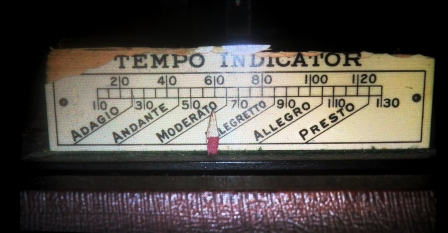 TEMPO INDICATOR
20 40 60 80 100 120
10 30 50 70 90 110 130
ADAGIO ANDANTE MODERATO ALLEGRO PRESTO